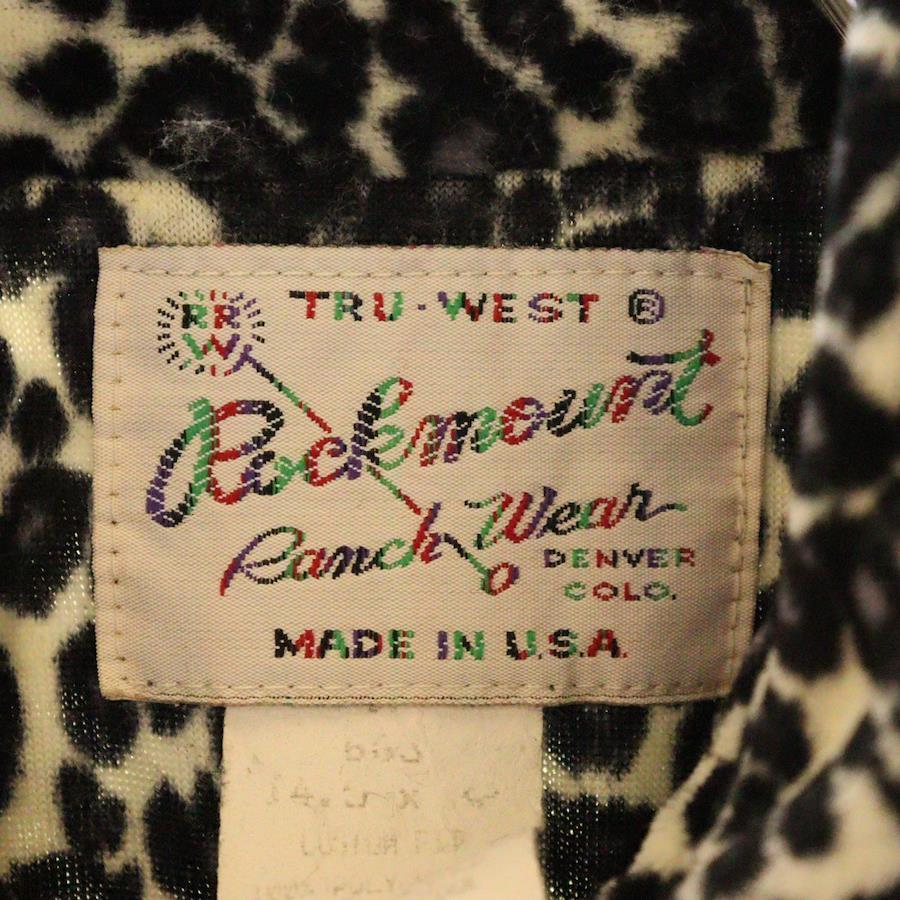 RR
W
TRU-WEST ®
Rockmount
Ranch Wear
DENVER
COLO.
MADE IN U.S.A.